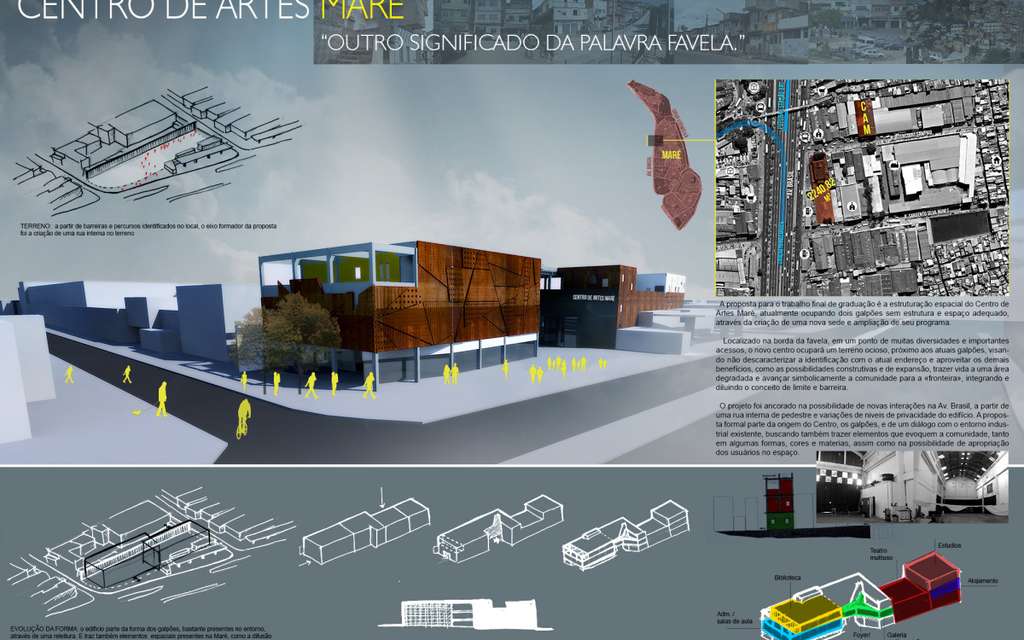 CENTRO DE ARTES MARÉ
“OUTRO SIGNIFICADO DA PALAVRA FAVELA.”
TERRENO: a partir de barreiras e percursos identificados no local, o eixo formador da proposta
foi a criação de uma rua interna no terreno
MARÉ
CAM
2240,82
AV. BRASIL
CENTRO DE ARTES MARÉ
A proposta para o trabalho final de graduação é a estruturação espacial do Centro de
Artes Maré, atualmente ocupando dois galpões sem estrutura e espaço adequado,
através da criação de uma nova sede e ampliação de seu programa.
Localizado na borda da favela, em um ponto de muitas diversidades e importantes
acessos, o novo centro ocupará um terreno ocioso, próximo aos atuais galpões, visan-
do não descaracterizar a identificação com o atual endereço e aproveitar os demais
benefícios, como as possibilidades construtivas e de expansão, trazer vida a uma área
degradada e avançar simbolicamente a comunidade para a «fronteira», integrando e
diluindo o conceito de limite e barreira.
O projeto foi ancorado na possibilidade de novas interações na Av. Brasil, a partir de
uma rua interna de pedestre e variações de níveis de privacidade do edifício. A propos-
ta formal parte da origem do Centro, os galpões, e de um diálogo com o entorno indus-
trial existente, buscando também trazer elementos que evoquem a comunidade, tanto
em algumas formas, cores e materias, assim como na possibilidade de apropriação
dos usuários no espaço.
EVOLUÇÃO DA FORMA: o edifício parte da forma dos galpões, bastante presentes no entorno,
através de uma releitura. E traz também elementos espaciais presentes na Maré, como a difusão
Biblioteca
Teatro
multiuso
Estudios
Alojamento
Adm. /
salas de aula
Foyer/
Galeria